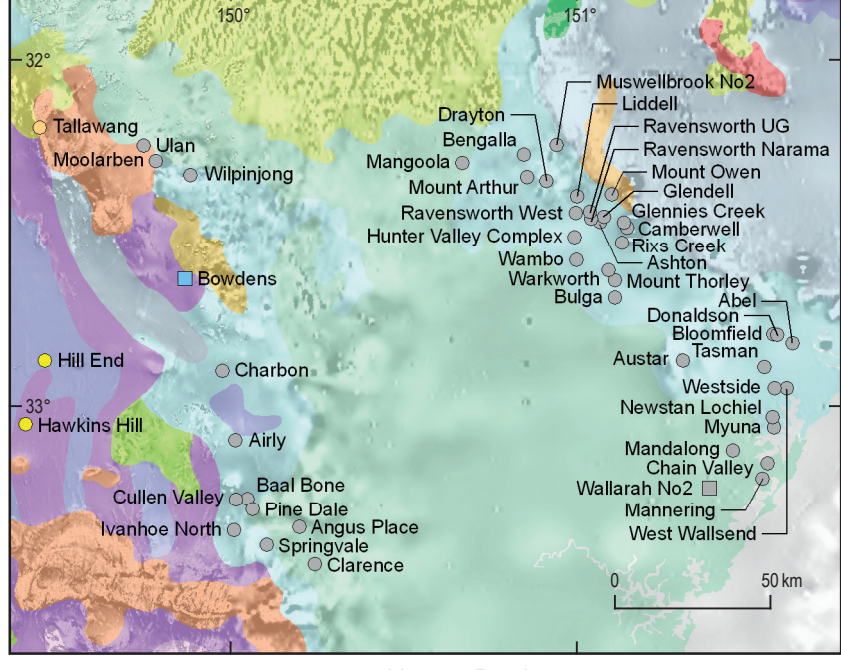 150°
151°
32°
Muswellbrook No2
Liddell
Drayton
Ravensworth UG
Tallawang
Bengalla
Ravensworth Narama
Ulan
Moolarben
Mangoola
Mount Owen
Wilpinjong
Mount Arthur
Glendell
Ravensworth West
Glennies Creek
Camberwell
Hunter Valley Complex
Rixs Creek
Wambo
Ashton
Bowdens
Warkworth
Mount Thorley
Bulga
Abel
Donaldson
Bloomfield
Tasman
Hill End
Austar
Charbon
Westside
33°
Newstan Lochiel
Hawkins Hill
Myuna
Airly
Mandalong
Chain Valley
Baal Bone
Wallarah No2
Cullen Valley
Pine Dale
Mannering
Ivanhoe North
Angus Place
West Wallsend
Springvale
Clarence
0
50 km